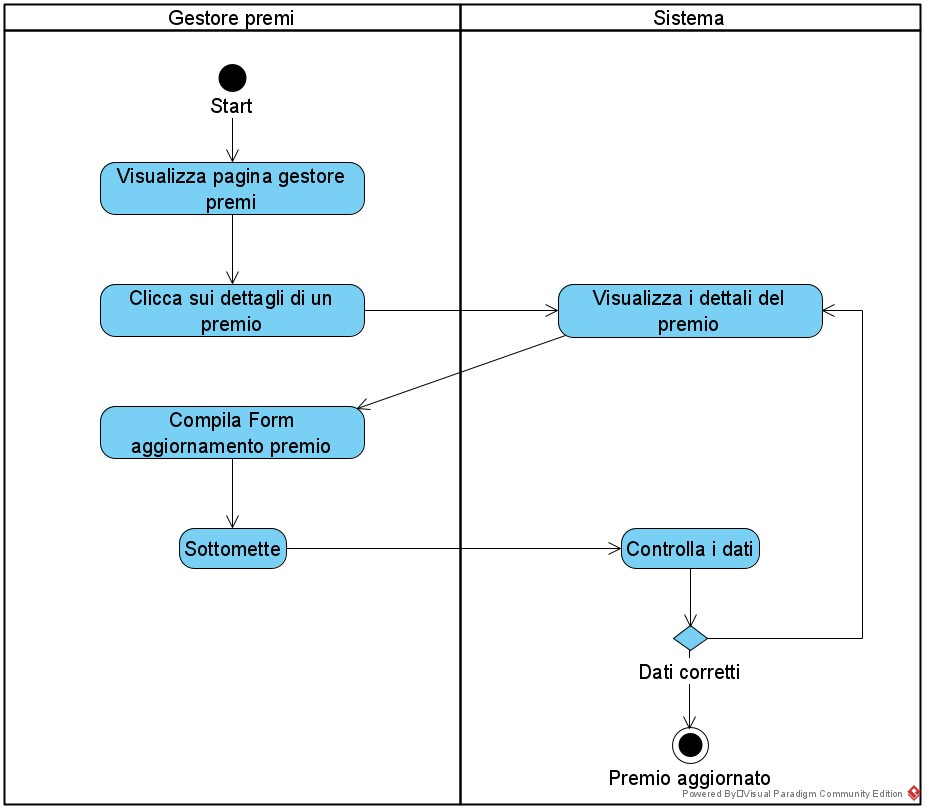 Gestore premi
Sistema
Start
Visualizza pagina gestore
premi
Clicca sui dettagli di un
premio
Visualizza i dettali del
premio
Compila Form
aggiornamento premio
Sottomette
Controlla i dati
Dati corretti
Premio aggiornato
Powered By Visual Paradigm Community Edition